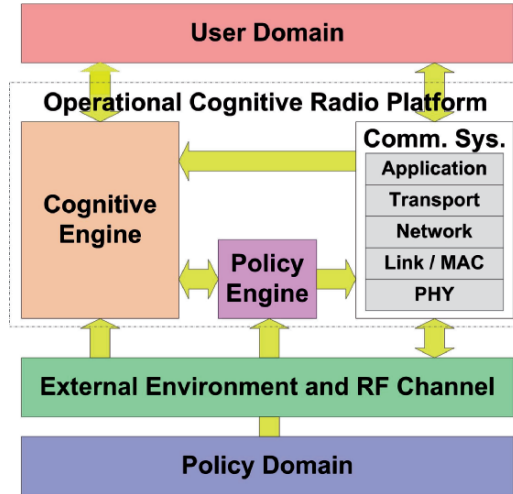 User Domain
Operational Cognitive Radio Platform
Cognitive
Engine
Policy
Engine
Comm. Sys.
Application
Transport
Network
Link / MAC
PHY
External Environment and RF Channel
Policy Domain